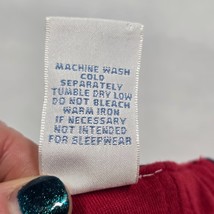 MACHINE WASH
COLD
SEPARATELY
TUMBLE DRY LOW
DO NOT BLEACH
WARM IRON
IF NECESSARY
NOT INTENDED
FOR SLEEPWEAR